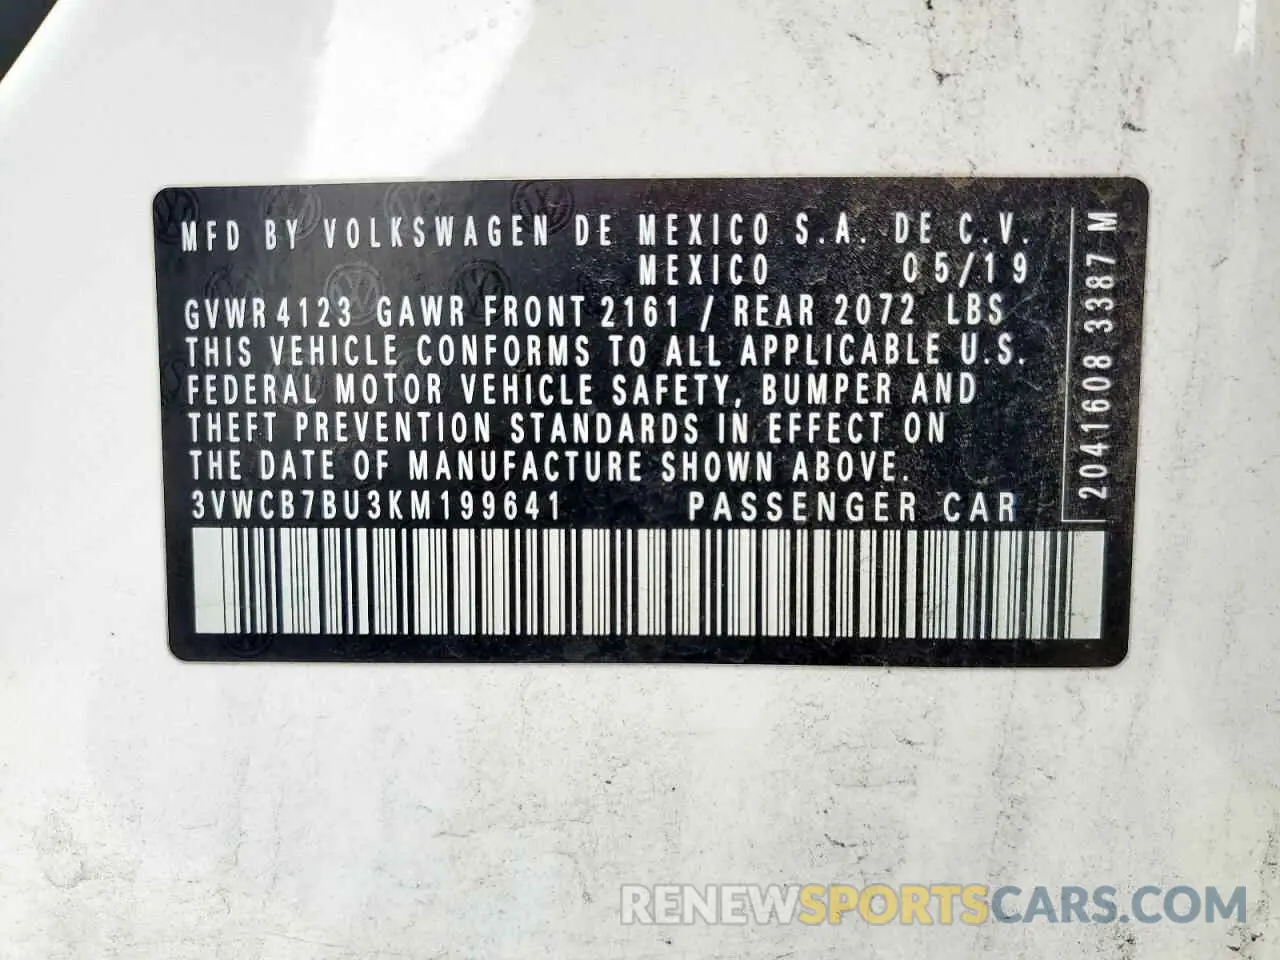 MFD BY VOLKSWAGEN DE MEXICO S.A. DE C.V.
MEXICO 05/19
GVWR 4123 GAWR FRONT 2161 / REAR 2072 LBS
THIS VEHICLE CONFORMS TO ALL APPLICABLE U.S.
FEDERAL MOTOR VEHICLE SAFETY, BUMPER AND
THEFT PREVENTION STANDARDS IN EFFECT ON
THE DATE OF MANUFACTURE SHOWN ABOVE.
3VWCB7BU3KM199641 PASSENGER CAR
2041608 3387 M
RENEWSPORTSCARS.COM